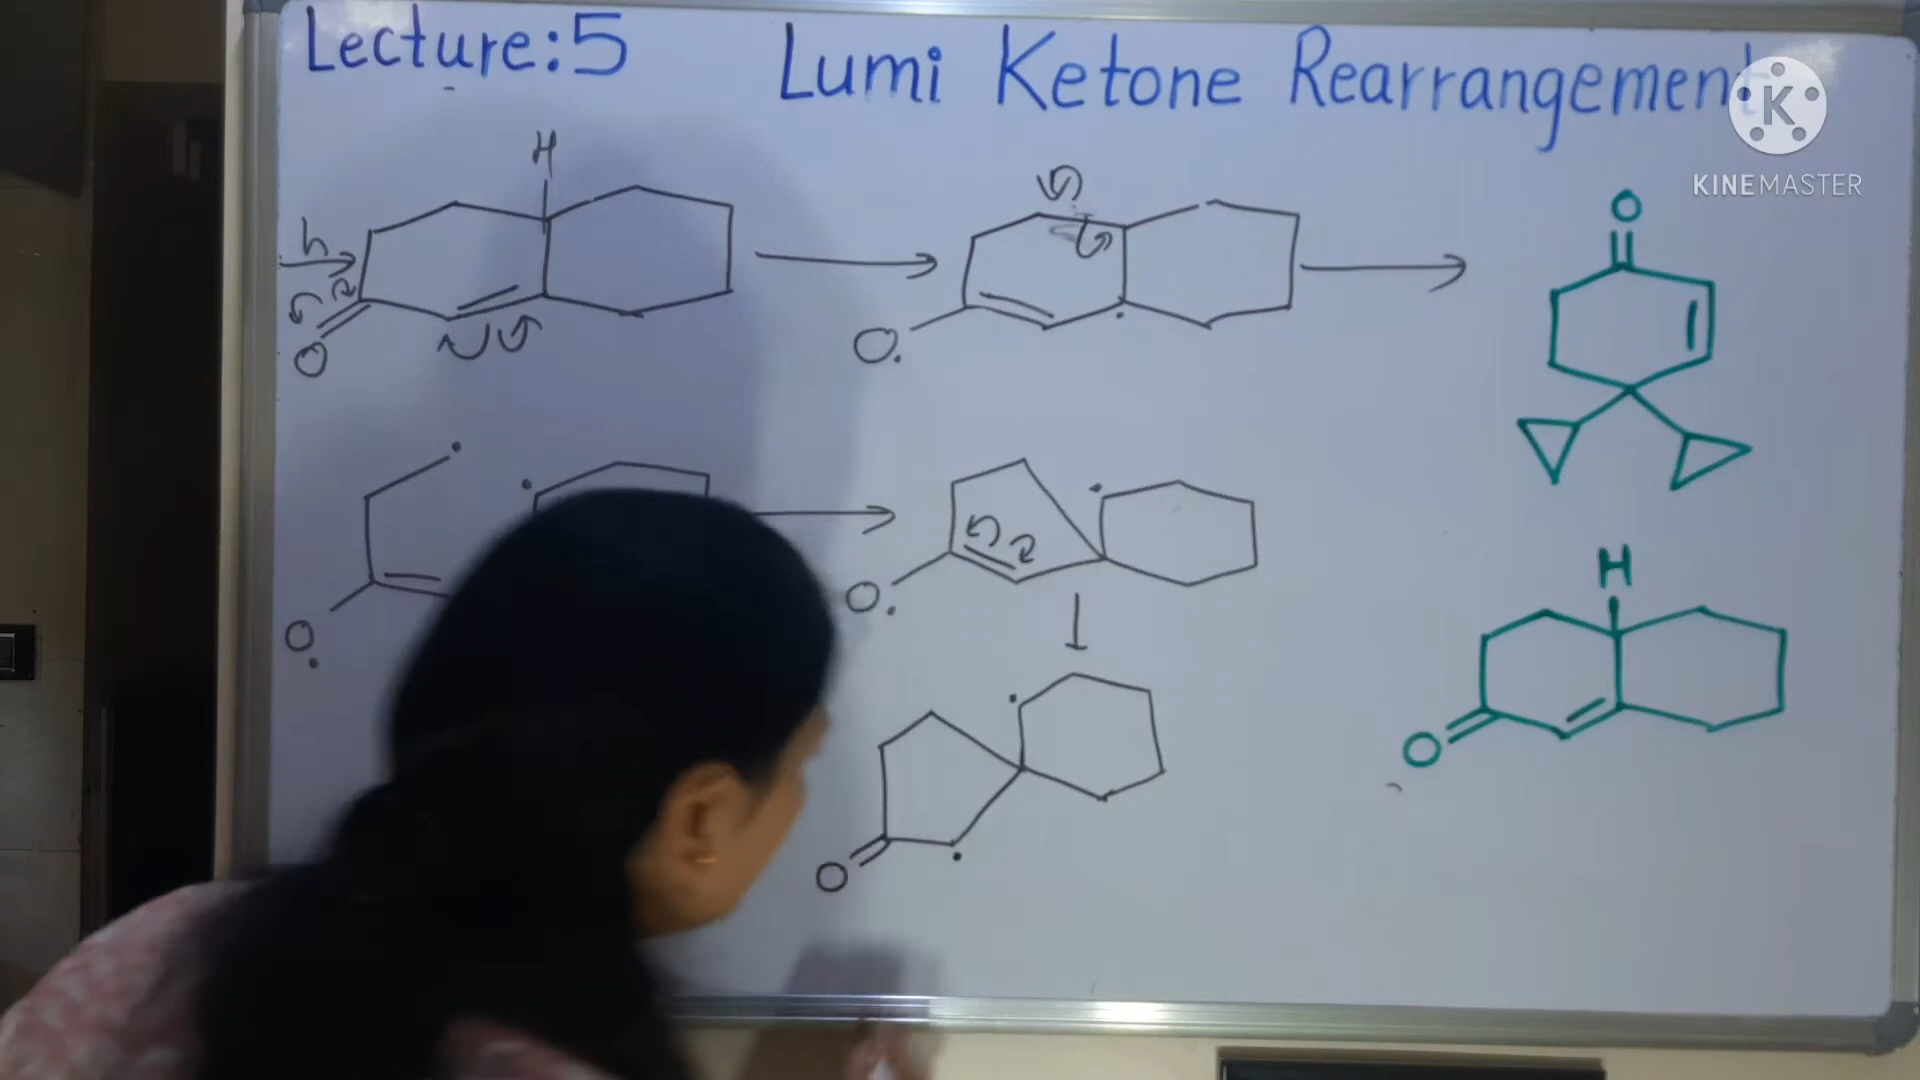 Lecture:5 Lumi Ketone Rearrangement
K
KINEMASTER
H
h
O
O.
O
O.
O.
H
O
O